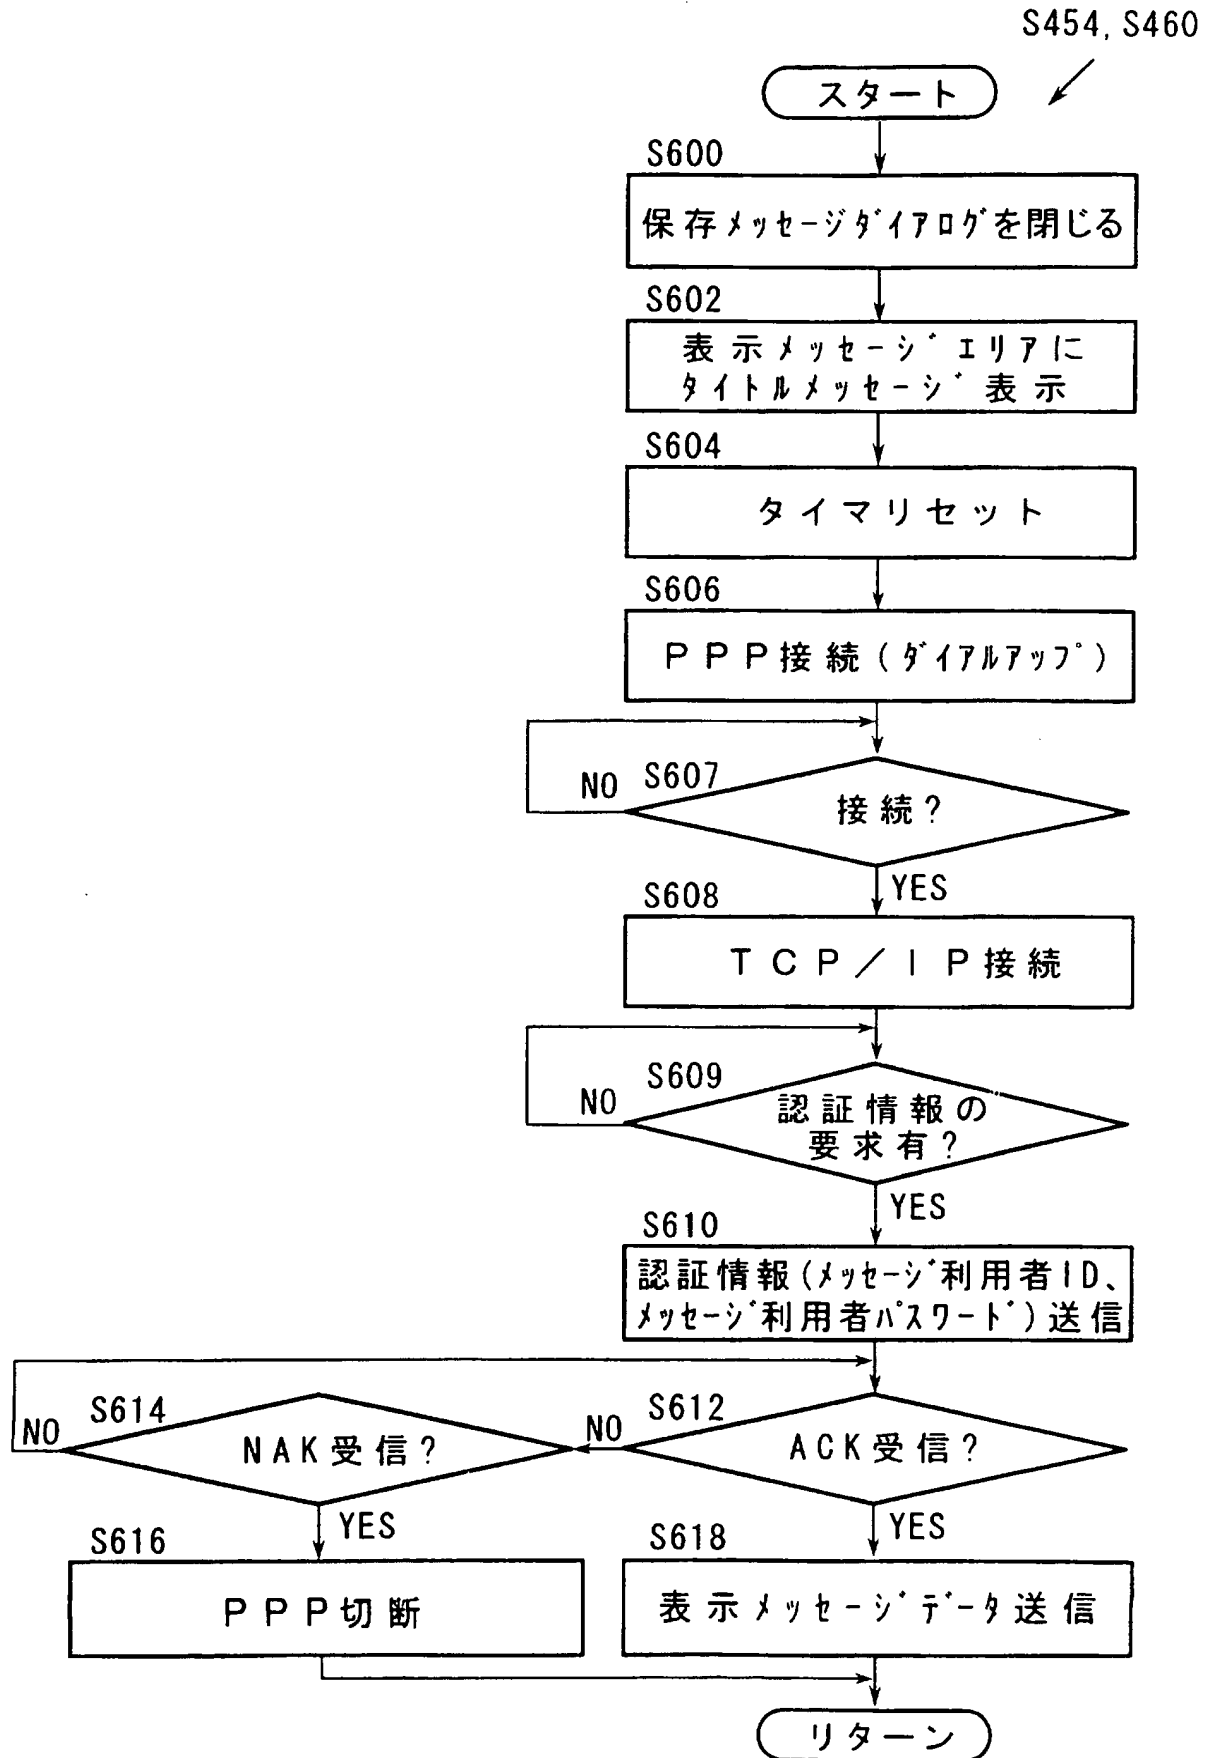 S454, S460
スタート
S600
保存メッセージダイアログを閉じる
S602
表示メッセージエリアに
タイトルメッセージ表示
S604
タイマリセット
S606
PPP接続(ダイアルアップ)
S607
NO
接続?
YES
S608
TCP/IP接続
S609
NO
認証情報の
要求有?
YES
S610
認証情報(メッセージ利用者ID、
メッセージ利用者パスワード)送信
S614
NO
NAK受信?
S612
NO
ACK受信?
YES
YES
S616
PPP切断
S618
表示メッセージデータ送信
リターン